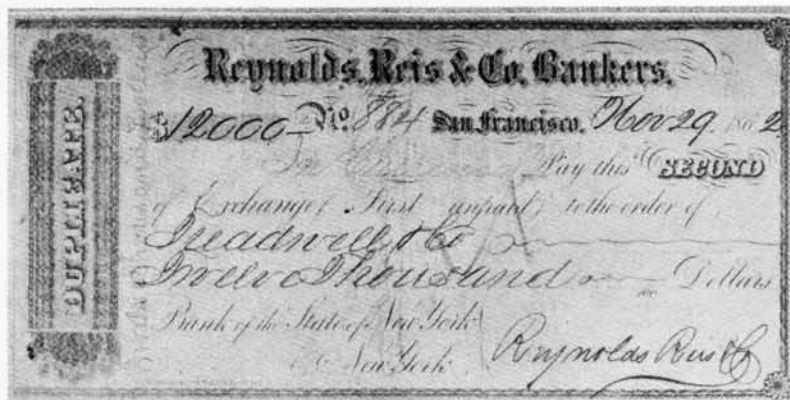 DUPLICATE.
Reynolds, Reis & Co. Bankers.
$12000 — No. 884 San Francisco, Nov 29 1862
Pay this SECOND
of Exchange (First unpaid) to the order of
Treadwell & Co
Twelve Thousand Dollars
Bank of the State of New York
New York
Reynolds Reis & Co